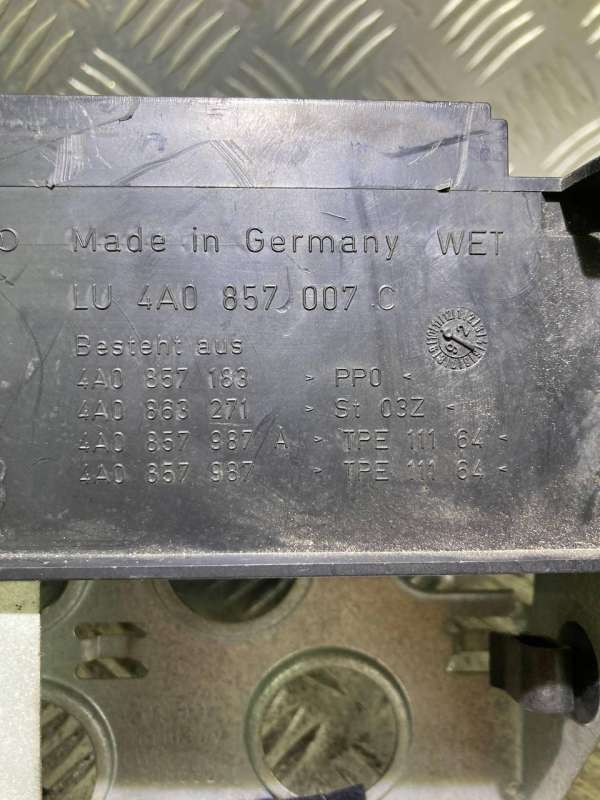 Made in Germany WET
LU 4A0 857 007 C
Besteht aus
4A0 857 183 > PPO <
4A0 863 271 > St 03Z <
4A0 857 987 A > TPE 111 64 <
4A0 857 987 > TPE 111 64 <